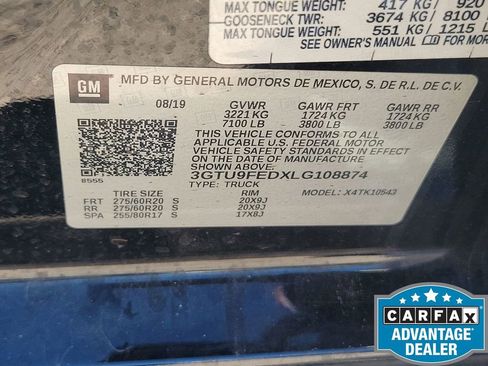 MAX TONGUE WEIGHT: 417 KG/ 920
GOOSENECK TWR: 3674 KG/ 8100
MAX TONGUE WEIGHT: 551 KG/ 1215 L
SEE OWNER'S MANUAL FOR MORE
GM
MFD BY GENERAL MOTORS DE MEXICO, S. DE R.L. DE C.V.
08/19 GVWR GAWR FRT GAWR RR
3221 KG 1724 KG 1724 KG
7100 LB 3800 LB 3800 LB
THIS VEHICLE CONFORMS TO ALL
APPLICABLE U.S. FEDERAL MOTOR
VEHICLE SAFETY STANDARDS
IN EFFECT ON THE DATE OF MANUFACTURE
SHOWN ABOVE.
3GTU9FEDXLG108874
8555
TYPE: TRUCK MODEL: X4TK10543
TIRE SIZE RIM
FRT 275/60R20 S 20X9J
RR 275/60R20 S 20X9J
SPA 255/80R17 S 17X8J
CARFAX
ADVANTAGE
DEALER